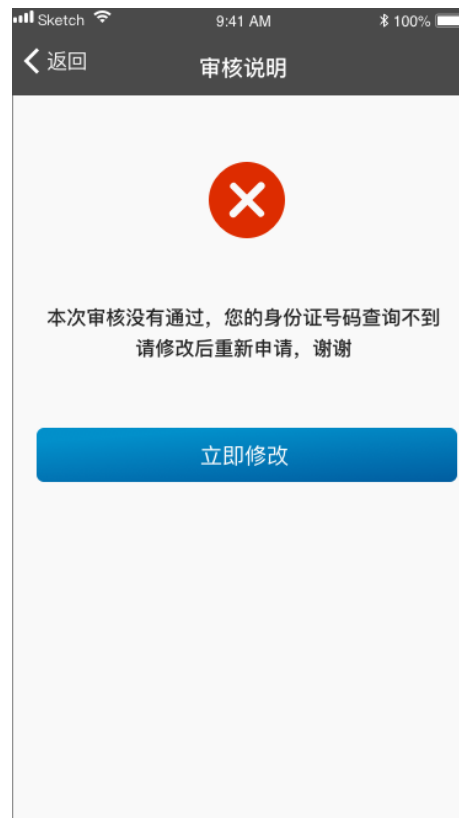 Sketch 9:41 AM 100%
返回 审核说明
本次审核没有通过，您的身份证号码查询不到
请修改后重新申请，谢谢
立即修改